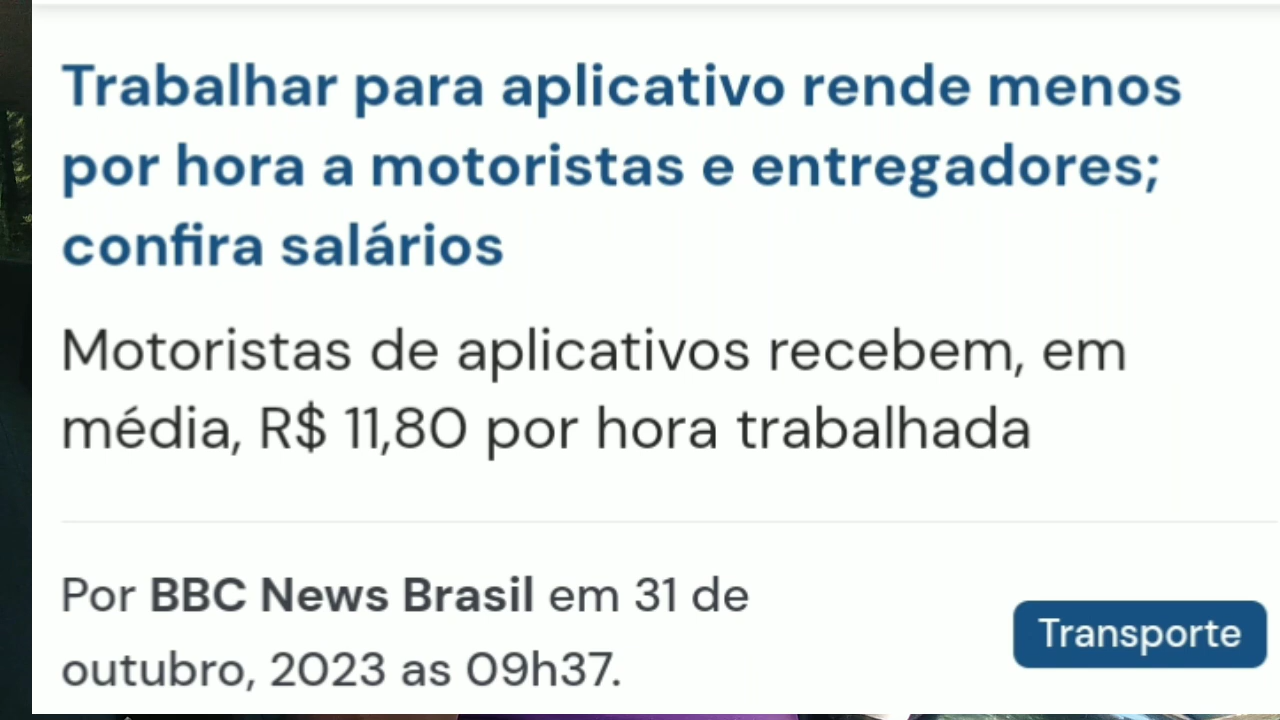 Trabalhar para aplicativo rende menos
por hora a motoristas e entregadores;
confira salários
Motoristas de aplicativos recebem, em
média, R$ 11,80 por hora trabalhada
Por BBC News Brasil em 31 de
outubro, 2023 as 09h37.
Transporte